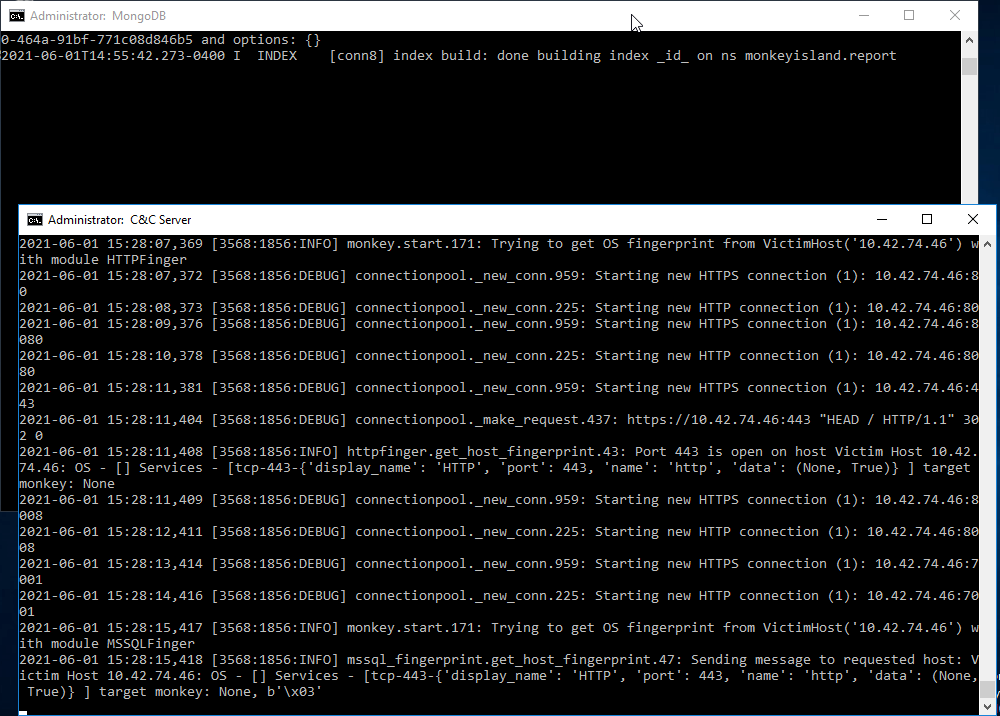 Administrator: MongoDB
0-464a-91bf-771c08d846b5 and options: {}
2021-06-01T14:55:42.273-0400 I  INDEX    [conn8] index build: done building index _id_ on ns monkeyisland.report
Administrator: C&C Server
2021-06-01 15:28:07,369 [3568:1856:INFO] monkey.start.171: Trying to get OS fingerprint from VictimHost('10.42.74.46') w
ith module HTTPFinger
2021-06-01 15:28:07,372 [3568:1856:DEBUG] connectionpool._new_conn.959: Starting new HTTPS connection (1): 10.42.74.46:8
0
2021-06-01 15:28:08,373 [3568:1856:DEBUG] connectionpool._new_conn.225: Starting new HTTP connection (1): 10.42.74.46:80
2021-06-01 15:28:09,376 [3568:1856:DEBUG] connectionpool._new_conn.959: Starting new HTTPS connection (1): 10.42.74.46:8
080
2021-06-01 15:28:10,378 [3568:1856:DEBUG] connectionpool._new_conn.225: Starting new HTTP connection (1): 10.42.74.46:80
80
2021-06-01 15:28:11,381 [3568:1856:DEBUG] connectionpool._new_conn.959: Starting new HTTPS connection (1): 10.42.74.46:4
43
2021-06-01 15:28:11,404 [3568:1856:DEBUG] connectionpool._make_request.437: https://10.42.74.46:443 "HEAD / HTTP/1.1" 30
2 0
2021-06-01 15:28:11,408 [3568:1856:INFO] httpfinger.get_host_fingerprint.43: Port 443 is open on host Victim Host 10.42.
74.46: OS - [] Services - [tcp-443-{'display_name': 'HTTP', 'port': 443, 'name': 'http', 'data': (None, True)} ] target
monkey: None
2021-06-01 15:28:11,409 [3568:1856:DEBUG] connectionpool._new_conn.959: Starting new HTTPS connection (1): 10.42.74.46:8
008
2021-06-01 15:28:12,411 [3568:1856:DEBUG] connectionpool._new_conn.225: Starting new HTTP connection (1): 10.42.74.46:80
08
2021-06-01 15:28:13,414 [3568:1856:DEBUG] connectionpool._new_conn.959: Starting new HTTPS connection (1): 10.42.74.46:7
001
2021-06-01 15:28:14,416 [3568:1856:DEBUG] connectionpool._new_conn.225: Starting new HTTP connection (1): 10.42.74.46:70
01
2021-06-01 15:28:15,417 [3568:1856:INFO] monkey.start.171: Trying to get OS fingerprint from VictimHost('10.42.74.46') w
ith module MSSQLFinger
2021-06-01 15:28:15,418 [3568:1856:INFO] mssql_fingerprint.get_host_fingerprint.47: Sending message to requested host: V
ictim Host 10.42.74.46: OS - [] Services - [tcp-443-{'display_name': 'HTTP', 'port': 443, 'name': 'http', 'data': (None,
 True)} ] target monkey: None, b'\x03'